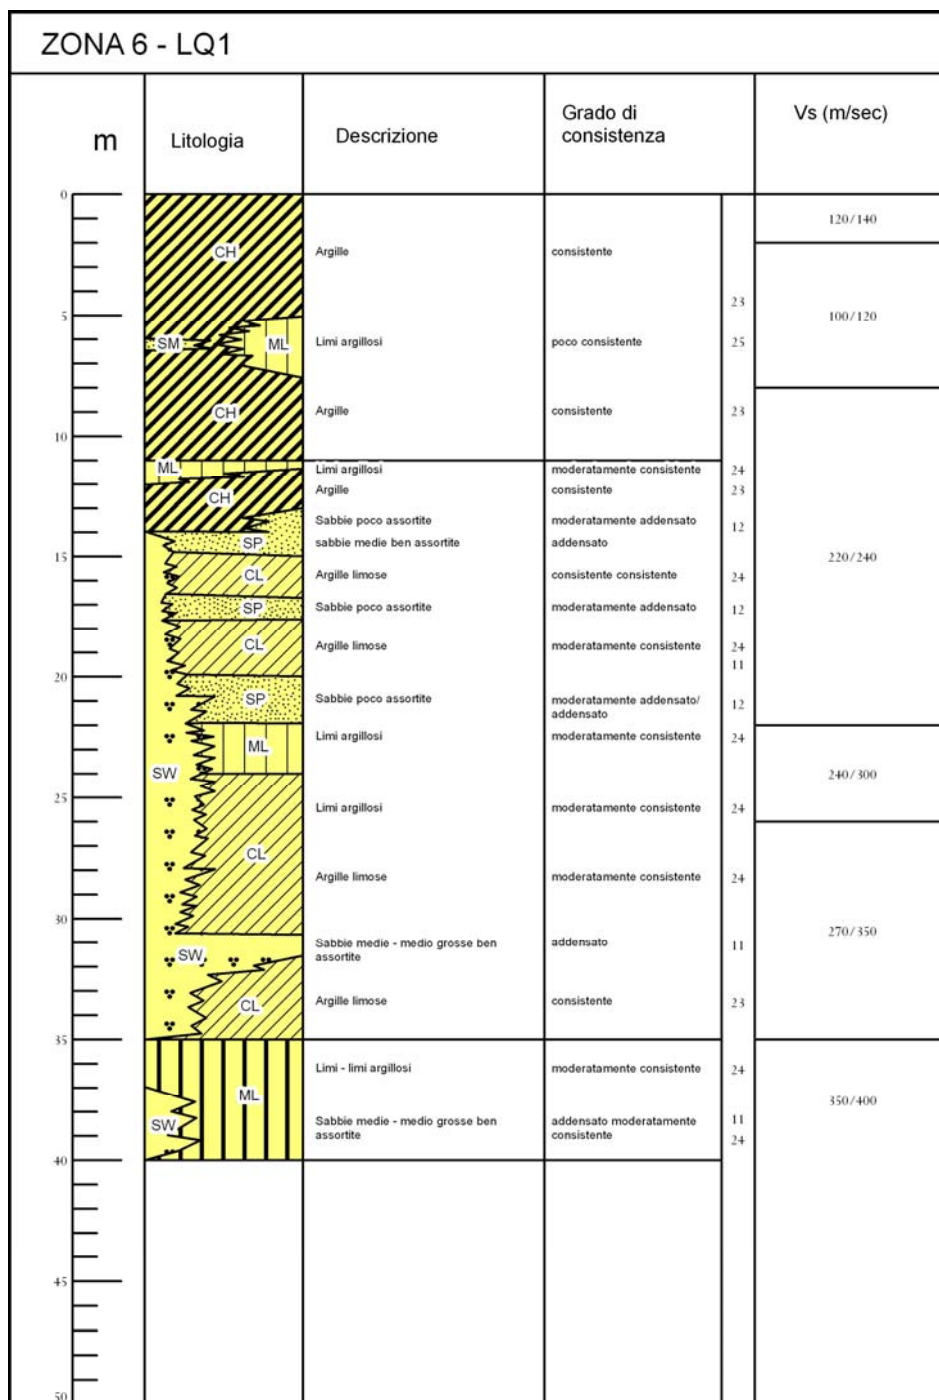 ZONA 6 - LQ1
m
Litologia
Descrizione
Grado di
consistenza
Vs (m/sec)
0
120/140
CH
Argille
consistente
23
5
100/120
SM
ML
Limi argillosi
poco consistente
25
CH
Argille
consistente
23
10
ML
Limi argillosi
moderatamente consistente
24
CH
Argille
consistente
23
Sabbie poco assortite
moderatamente addensato
12
SP
sabbie medie ben assortite
addensato
15
220/240
CL
Argille limose
consistente consistente
24
SP
Sabbie poco assortite
moderatamente addensato
12
CL
Argille limose
moderatamente consistente
24
11
20
SP
Sabbie poco assortite
moderatamente addensato/
addensato
12
ML
Limi argillosi
moderatamente consistente
24
SW
240/300
25
Limi argillosi
moderatamente consistente
24
CL
Argille limose
moderatamente consistente
24
30
270/350
SW
Sabbie medie - medio grosse ben
assortite
addensato
11
CL
Argille limose
consistente
23
35
Limi - limi argillosi
moderatamente consistente
24
ML
350/400
SW
Sabbie medie - medio grosse ben
assortite
addensato moderatamente
consistente
11
24
40
45
50